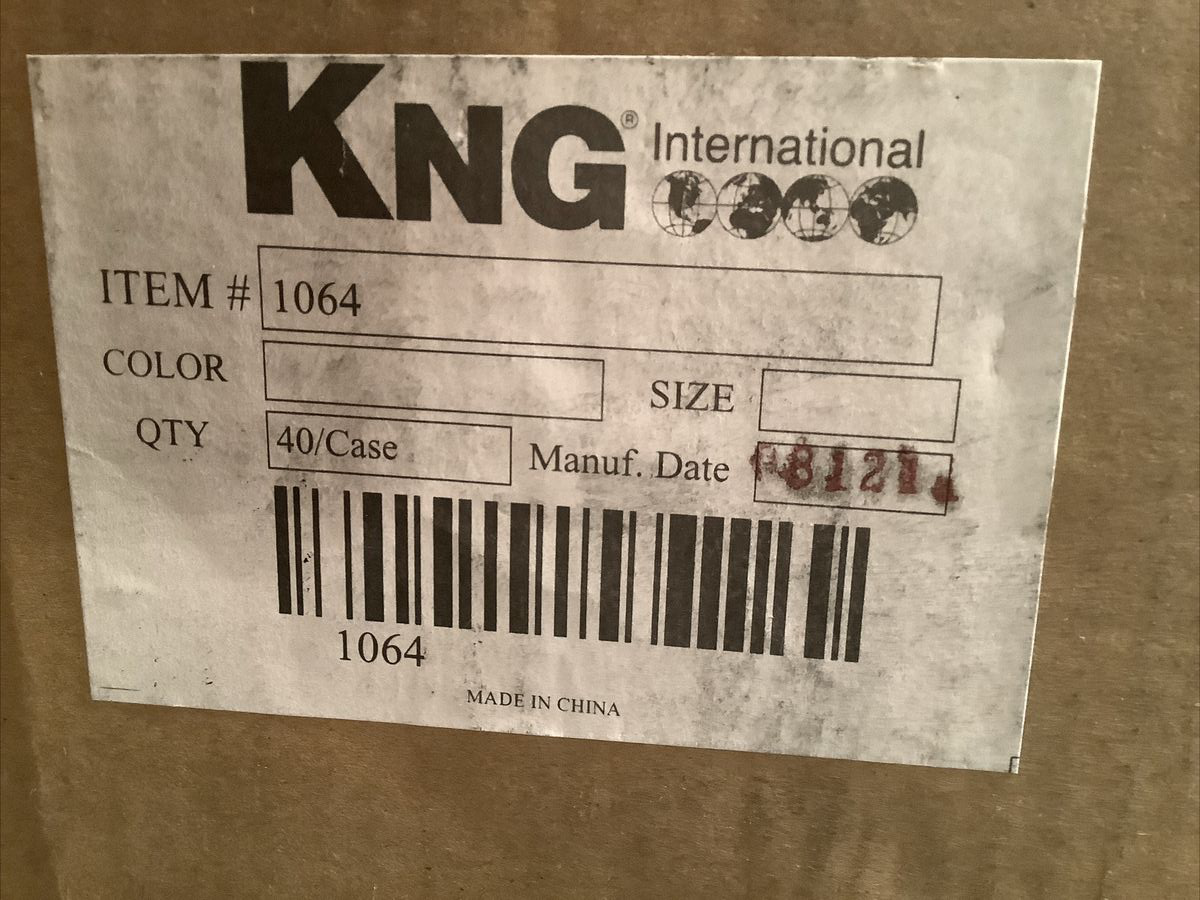 KNG® International
ITEM # 1064
COLOR SIZE
QTY 40/Case Manuf. Date
1064
MADE IN CHINA